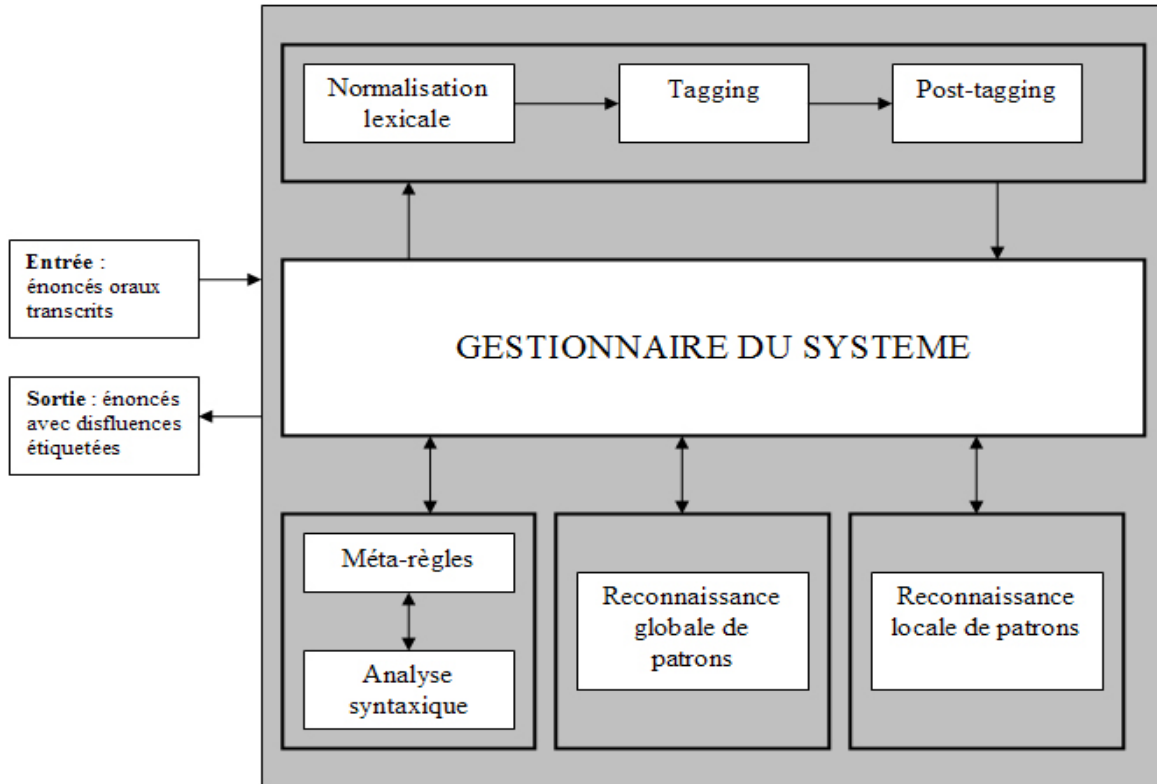 Normalisation
lexicale
Tagging
Post-tagging
Entrée :
énoncés oraux
transcrits
GESTIONNAIRE DU SYSTEME
Sortie : énoncés
avec disfluences
étiquetées
Méta-règles
Analyse
syntaxique
Reconnaissance
globale de
patrons
Reconnaissance
locale de patrons